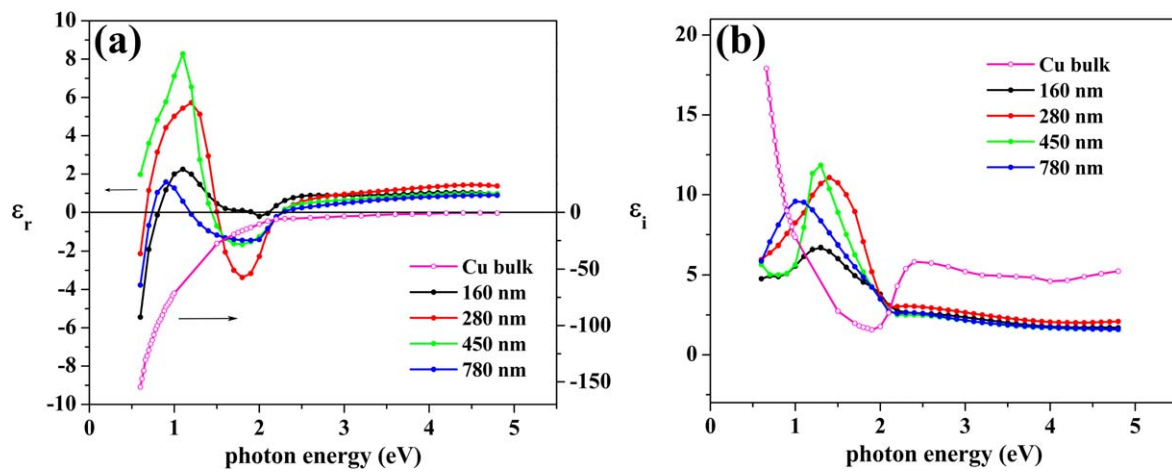 (a)
10
8
6
4
2
0
-2
-4
-6
-8
-10
εr
0
-50
-100
-150
Cu bulk
160 nm
280 nm
450 nm
780 nm
0 1 2 3 4 5
photon energy (eV)
(b)
20
15
10
5
0
εi
Cu bulk
160 nm
280 nm
450 nm
780 nm
0 1 2 3 4 5
photon energy (eV)